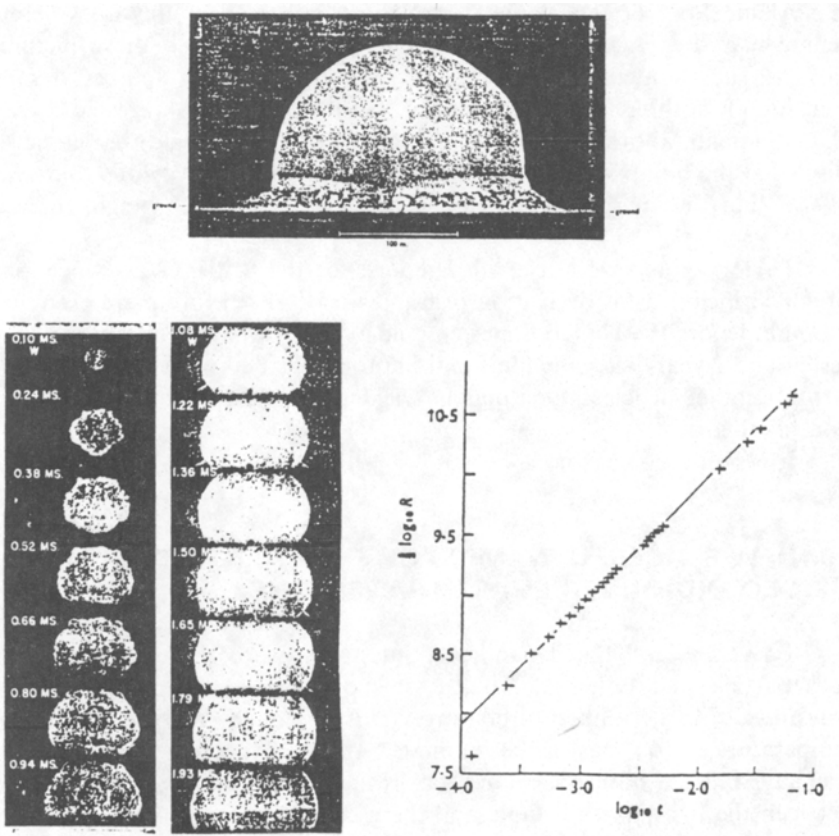 100 m.
0.10 MS.
W
0.24 MS.
0.38 MS.
0.52 MS.
0.66 MS.
0.80 MS.
0.94 MS.
1.08 MS.
W
1.22 MS.
1.36 MS.
1.50 MS.
1.65 MS.
1.79 MS.
1.93 MS.
10·5
9·5
8·5
7·5
log₁₀ R
-4·0
-3·0
-2·0
-1·0
log₁₀ t